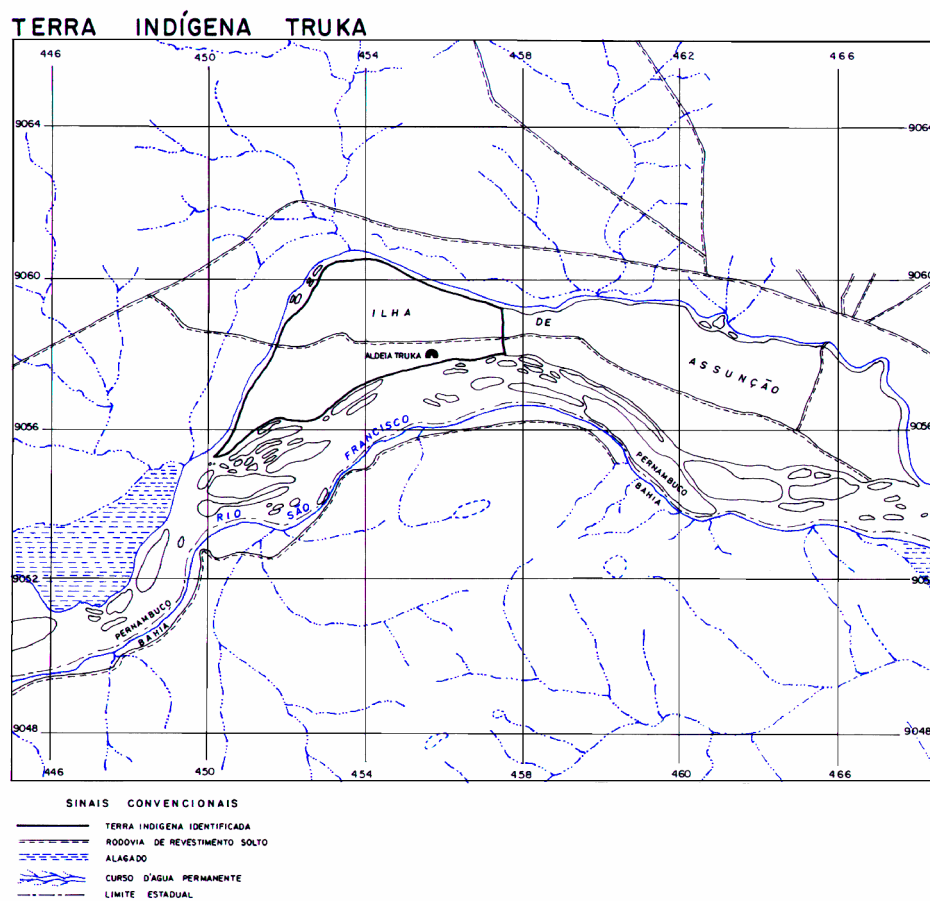 TERRA INDÍGENA TRUKA
446 450 454 458 462 466
9064 9064
9060 9060
ILHA DE
ALDEIA TRUKA
ASSUNÇÃO
9056 9056
FRANCISCO
PERNAMBUCO
BAHIA
RIO SÃO
9052
PERNAMBUCO
BAHIA
9048 9048
446 450 454 458 460 466
SINAIS CONVENCIONAIS
TERRA INDIGENA IDENTIFICADA
RODOVIA DE REVESTIMENTO SOLTO
ALAGADO
CURSO D'AGUA PERMANENTE
LIMITE ESTADUAL